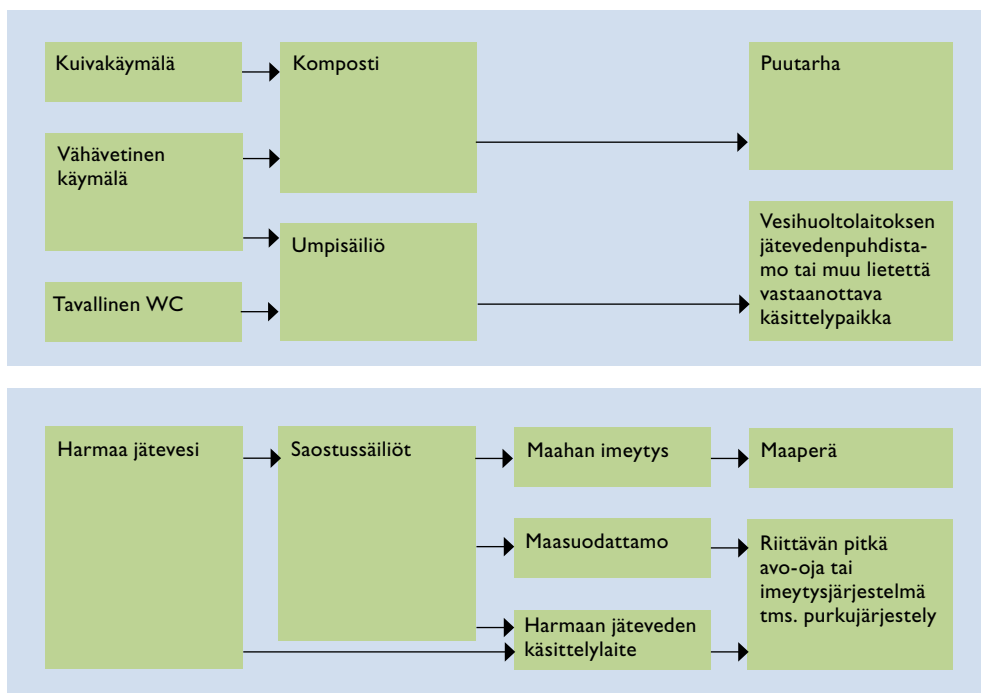 Kuivakäymälä
Komposti
Puutarha
Vähävetinen
käymälä
Umpisäiliö
Vesihuoltolaitoksen
jätevedenpuhdista-
mo tai muu lietettä
vastaanottava
käsittelypaikka
Tavallinen WC
Harmaa jätevesi
Saostussäiliöt
Maahan imeytys
Maaperä
Maasuodattamo
Riittävän pitkä
avo-oja tai
imeytysjärjestelmä
tms. purkujärjestely
Harmaan jäteveden
käsittelylaite